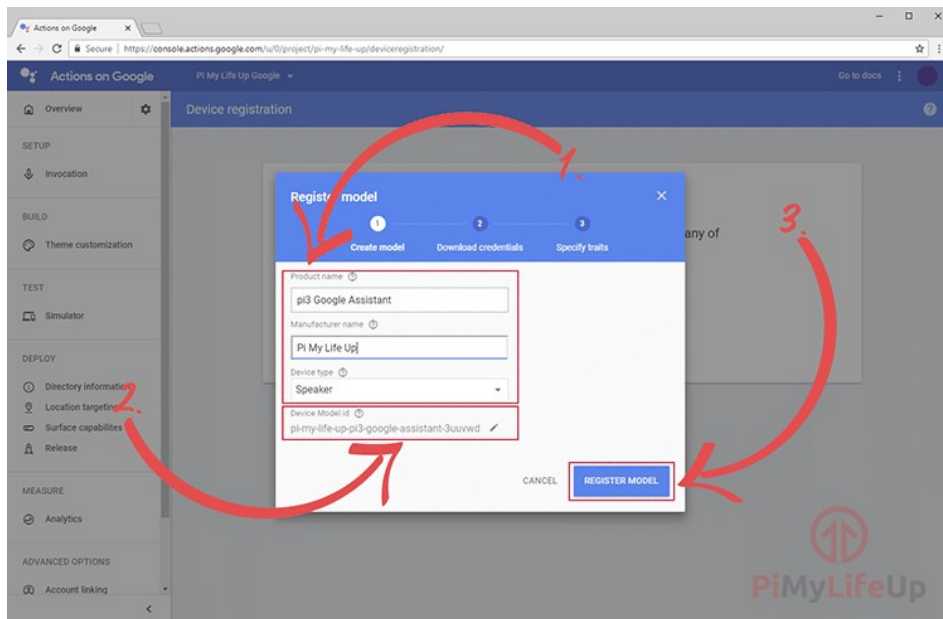 Actions on Google
Secure | https://console.actions.google.com/u/0/project/pi-my-life-up/deviceregistration/
Actions on Google
Pi My Life Up Google
Go to docs
Overview
Device registration
SETUP
Invocation
1.
BUILD
Register model
3.
any of
1
2
3
Theme customization
Create model
Download credentials
Specify traits
TEST
Product name
pi3 Google Assistant
Simulator
Manufacturer name
Pi My Life Up
DEPLOY
Device type
Directory information
Speaker
2.
Location targeting
Device Model id
Surface capabilites
pi-my-life-up-pi3-google-assistant-3uuvwd
Release
CANCEL
REGISTER MODEL
MEASURE
Analytics
ADVANCED OPTIONS
Account linking
PiMyLifeUp